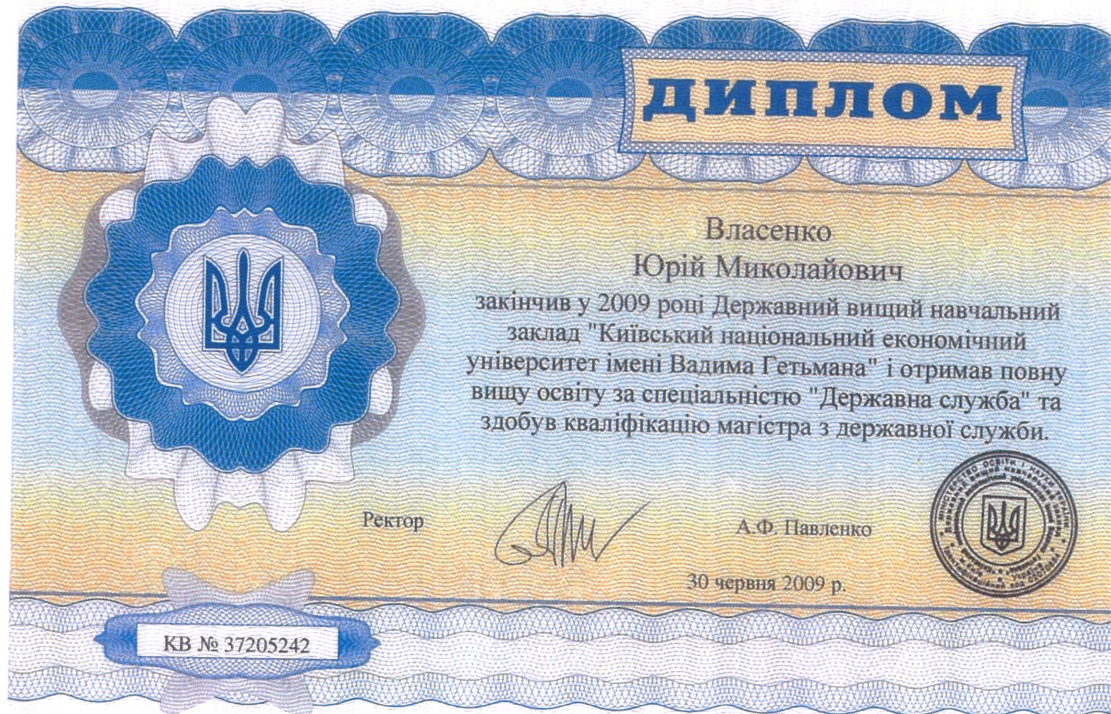 ДИПЛОМ
Власенко
Юрій Миколайович
закінчив у 2009 році Державний вищий навчальний
заклад "Київський національний економічний
університет імені Вадима Гетьмана" і отримав повну
вищу освіту за спеціальністю "Державна служба" та
здобув кваліфікацію магістра з державної служби.
Ректор
А.Ф. Павленко
30 червня 2009 р.
КВ № 37205242